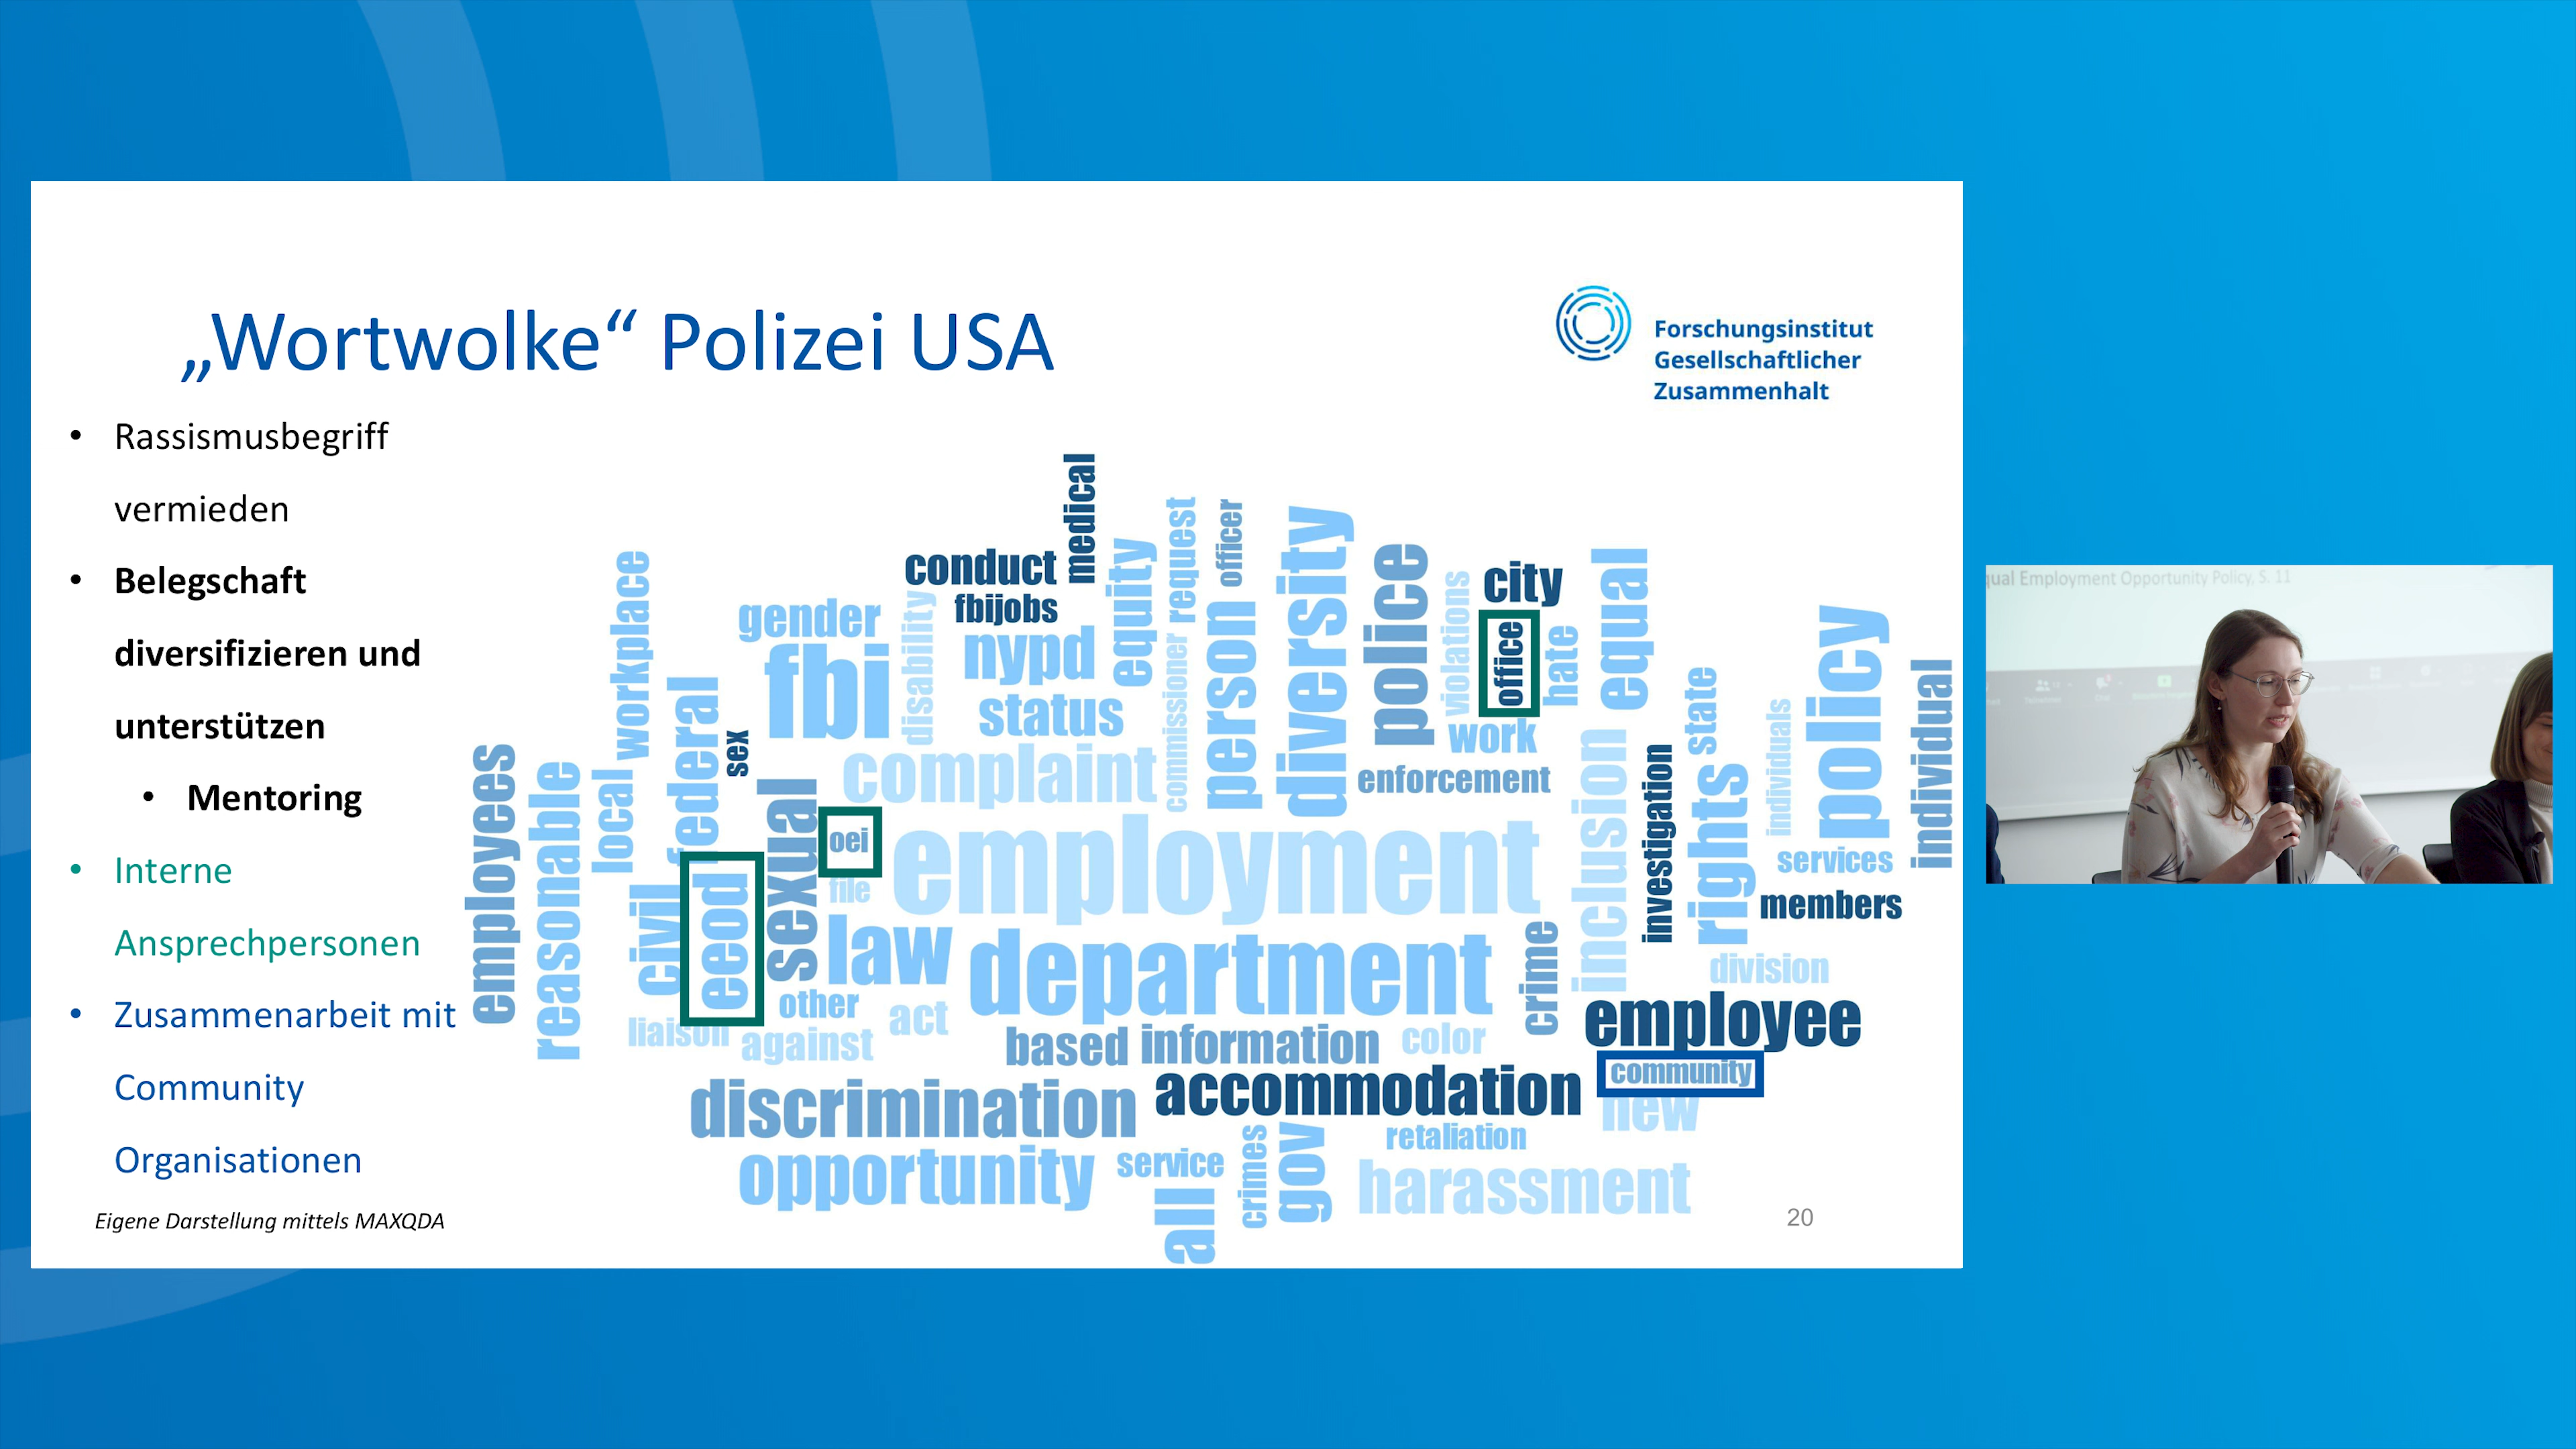 „Wortwolke“ Polizei USA
Forschungsinstitut
Gesellschaftlicher
Zusammenhalt
• Rassismusbegriff
vermieden
• Belegschaft
diversifizieren und
unterstützen
• Mentoring
• Interne
Ansprechpersonen
• Zusammenarbeit mit
Community
Organisationen
Eigene Darstellung mittels MAXQDA
medical
conduct
fbijobs
gender
disability
nypd
equity
request
officer
fbi
status
commissioner
person
diversity
police
violations
city
office
hate
equal
work
enforcement
workplace
federal
sex
complaint
employees
reasonable
local
civil
eeod
sexual
oei
file
employment
inclusion
investigation
state
rights
individuals
policy
individual
services
members
law
department
crime
division
liaison
other
against
act
based
information
color
employee
community
new
discrimination
accommodation
retaliation
opportunity
service
all
crimes
gov
harassment
20
qual Employment Opportunity Policy, S. 11